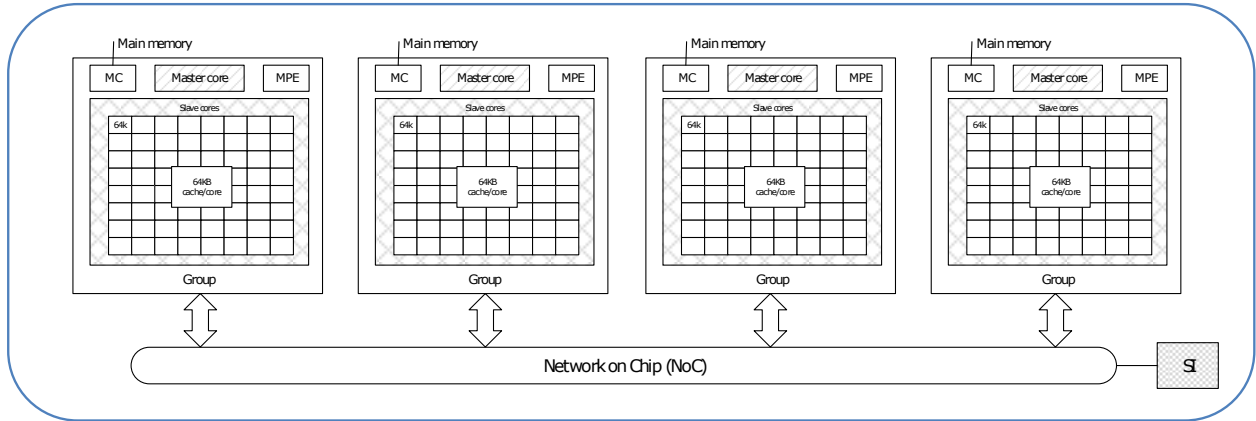 Main memory
Main memory
Main memory
Main memory
MC
Master core
MPE
MC
Master core
MPE
MC
Master core
MPE
MC
Master core
MPE
Slave cores
Slave cores
Slave cores
Slave cores
64k
64k
64k
64k
64KB
cache/core
64KB
cache/core
64KB
cache/core
64KB
cache/core
Group
Group
Group
Group
Network on Chip (NoC)
SI